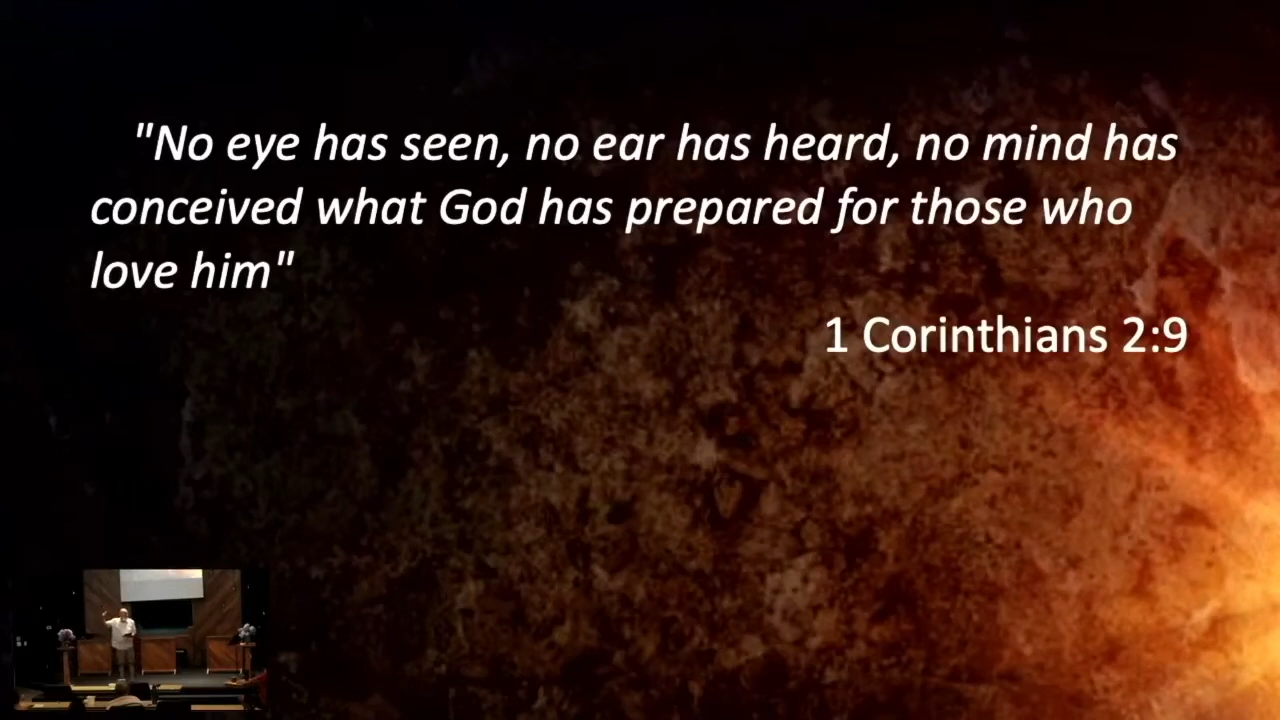 "No eye has seen, no ear has heard, no mind has
conceived what God has prepared for those who
love him"
1 Corinthians 2:9